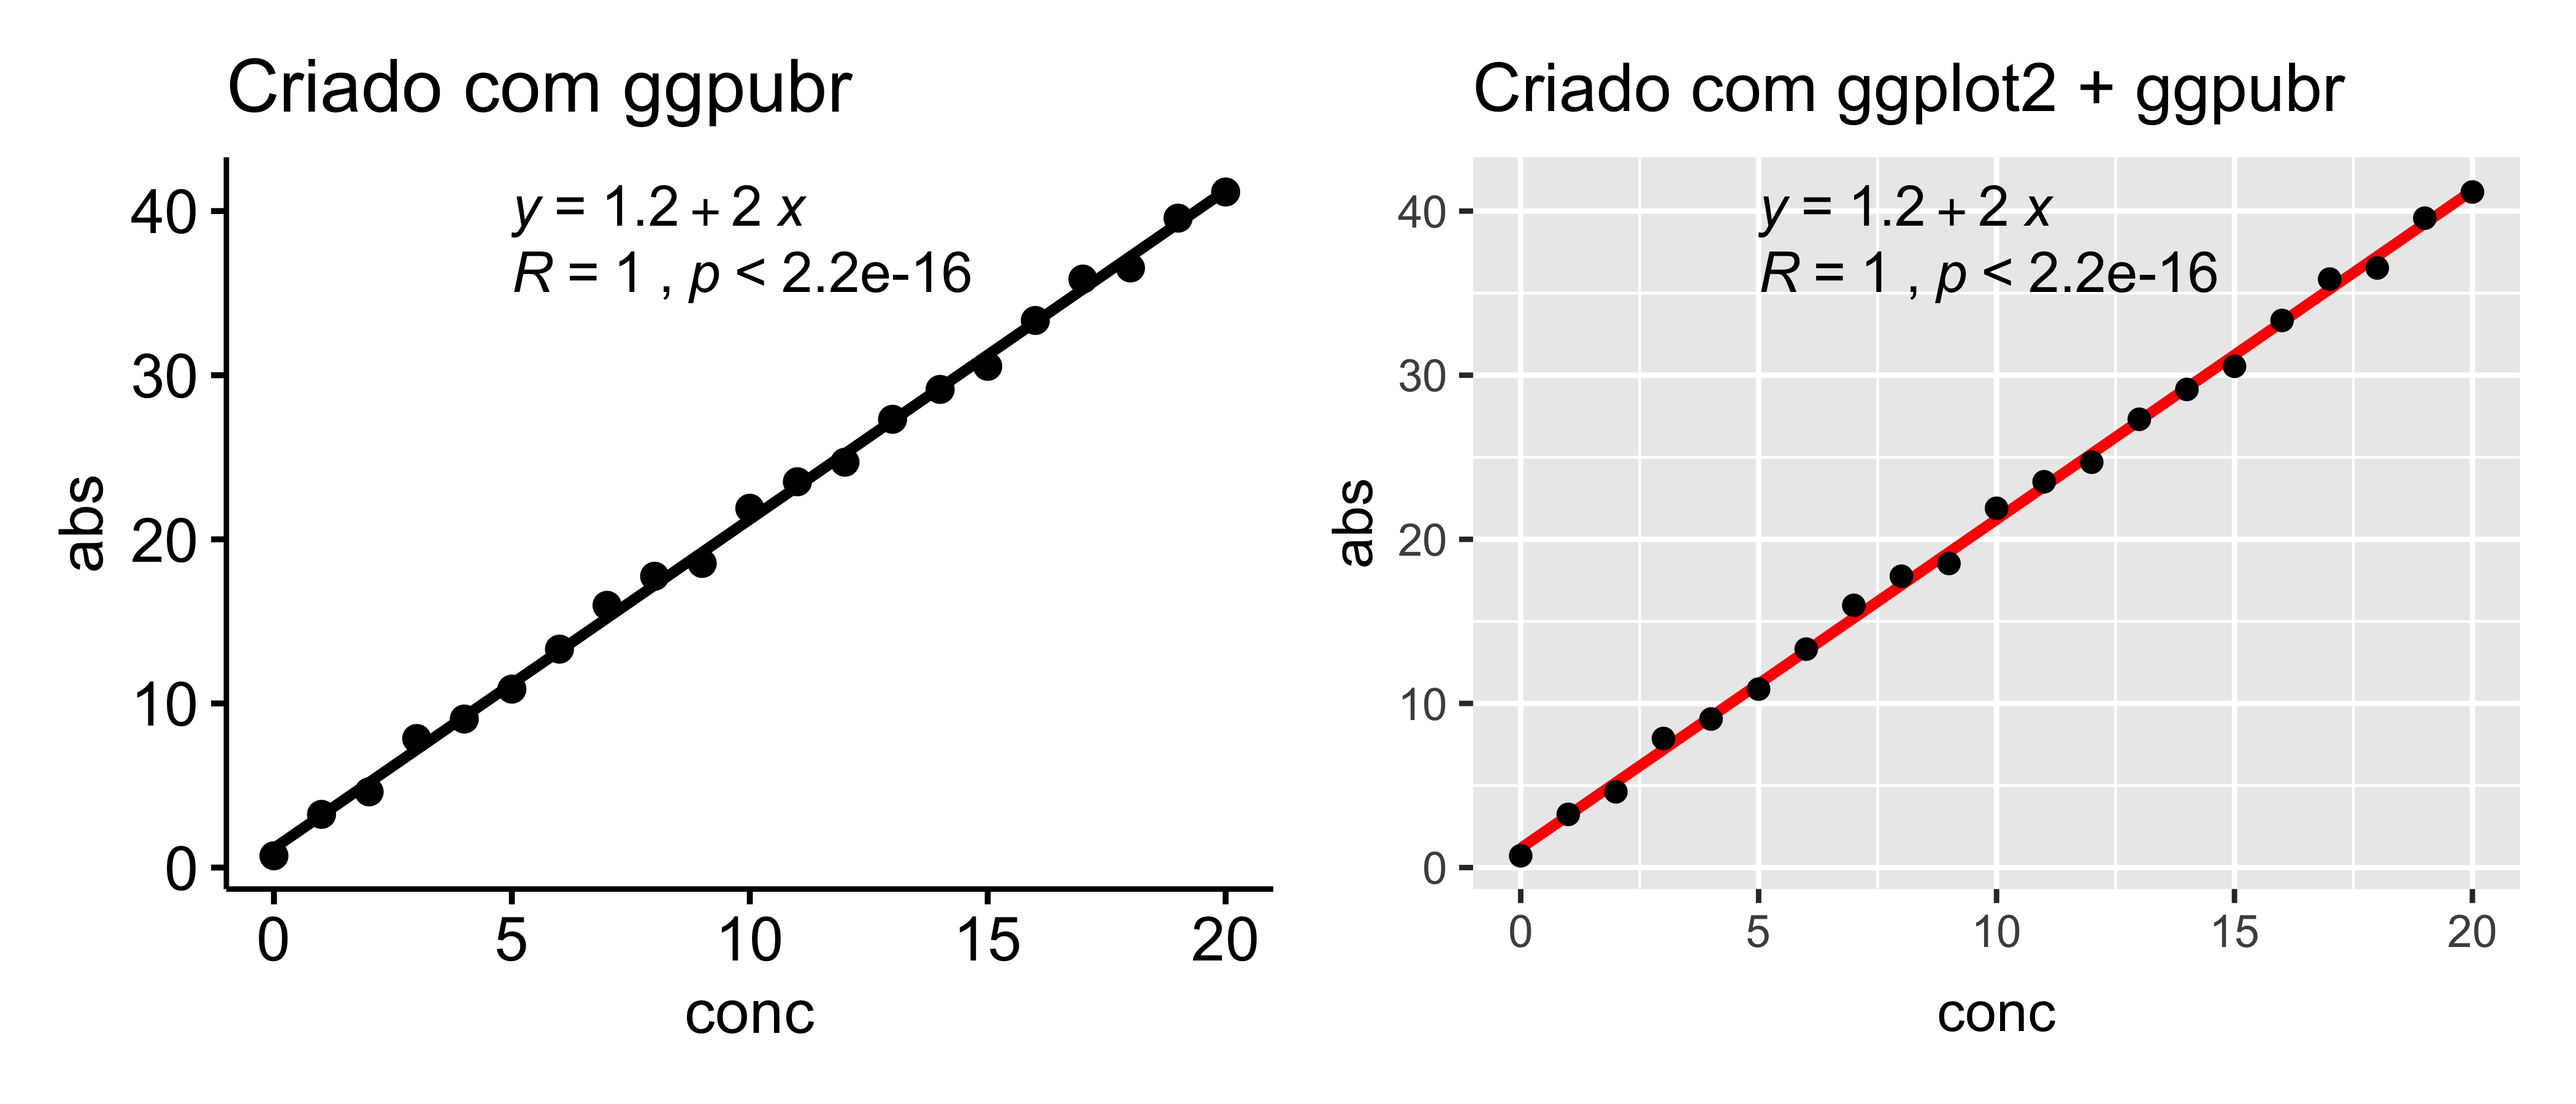 Criado com ggpubr
y = 1.2 + 2 x
R = 1 , p < 2.2e-16
40
30
20
10
0
abs
0 5 10 15 20
conc
Criado com ggplot2 + ggpubr
y = 1.2 + 2 x
R = 1 , p < 2.2e-16
40
30
20
10
0
abs
0 5 10 15 20
conc